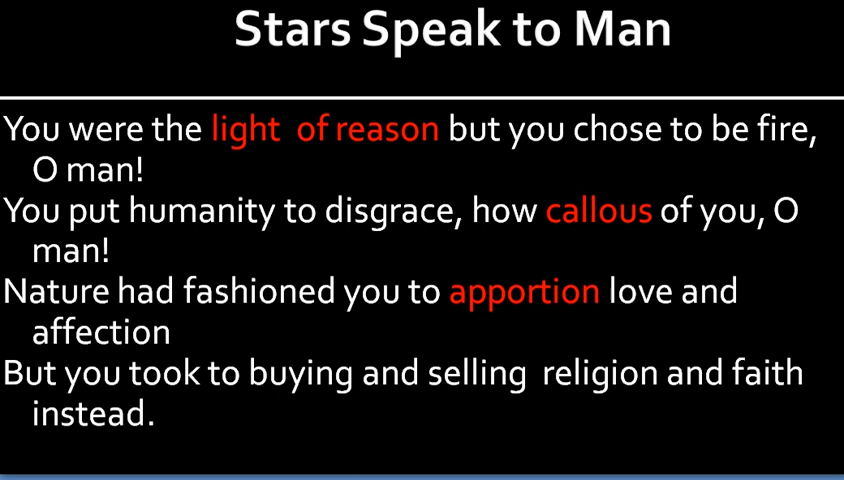 Stars Speak to Man
You were the light  of reason but you chose to be fire,
O man!
You put humanity to disgrace, how callous of you, O
man!
Nature had fashioned you to apportion love and
affection
But you took to buying and selling  religion and faith
instead.